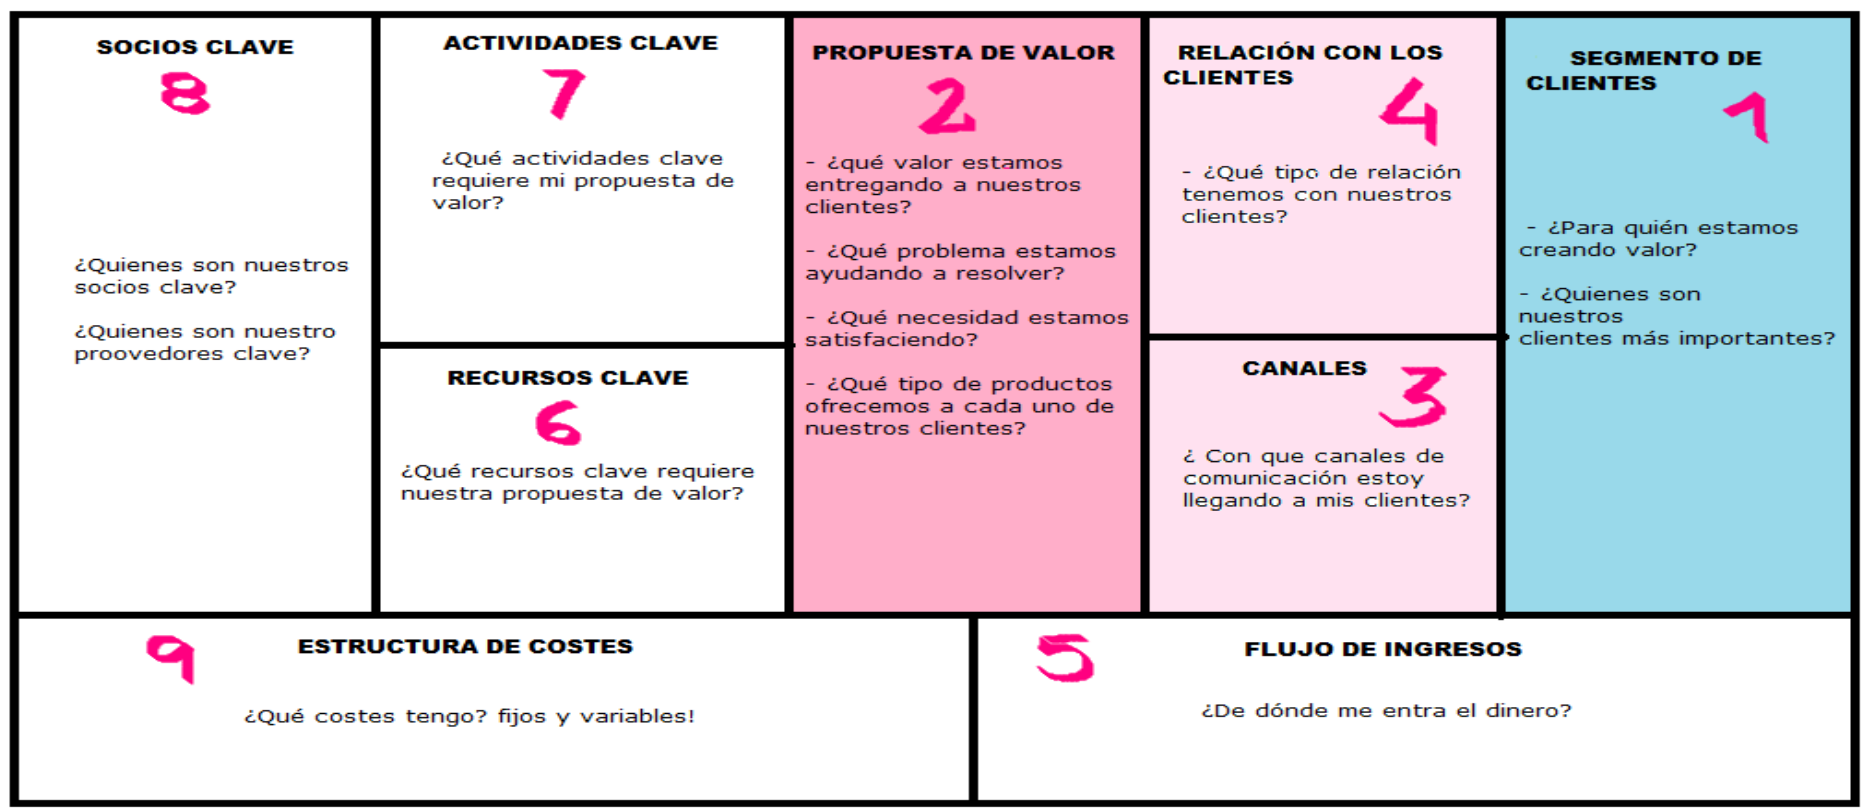 SOCIOS CLAVE
8
¿Quienes son nuestros
socios clave?
¿Quienes son nuestro
proovedores clave?
ACTIVIDADES CLAVE
7
¿Qué actividades clave
requiere mi propuesta de
valor?
RECURSOS CLAVE
6
¿Qué recursos clave requiere
nuestra propuesta de valor?
PROPUESTA DE VALOR
2
- ¿qué valor estamos
entregando a nuestros
clientes?
- ¿Qué problema estamos
ayudando a resolver?
- ¿Qué necesidad estamos
satisfaciendo?
- ¿Qué tipo de productos
ofrecemos a cada uno de
nuestros clientes?
RELACIÓN CON LOS
CLIENTES
4
- ¿Qué tipo de relación
tenemos con nuestros
clientes?
CANALES
3
¿ Con que canales de
comunicación estoy
llegando a mis clientes?
SEGMENTO DE
CLIENTES
1
- ¿Para quién estamos
creando valor?
- ¿Quienes son
nuestros
clientes más importantes?
9
ESTRUCTURA DE COSTES
¿Qué costes tengo? fijos y variables!
5
FLUJO DE INGRESOS
¿De dónde me entra el dinero?